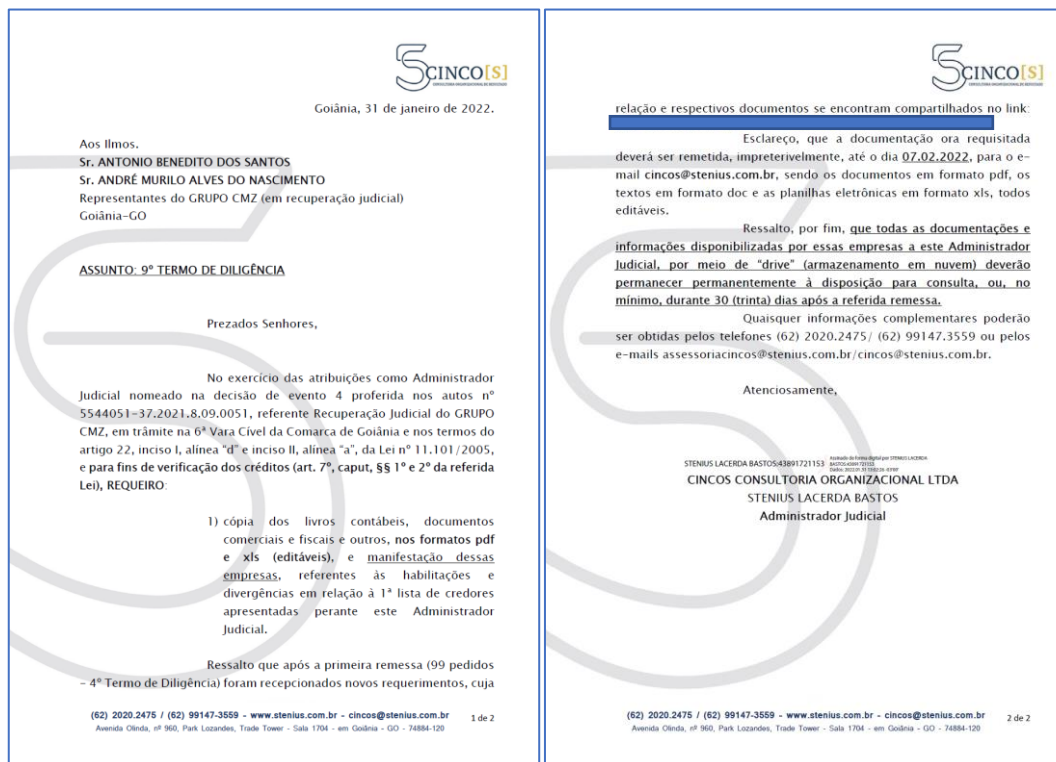 CINCO[S]
CONSULTORIA ORGANIZACIONAL DE RESULTADO
Goiânia, 31 de janeiro de 2022.
Aos Ilmos.
Sr. ANTONIO BENEDITO DOS SANTOS
Sr. ANDRÉ MURILO ALVES DO NASCIMENTO
Representantes do GRUPO CMZ (em recuperação judicial)
Goiânia-GO
ASSUNTO: 9º TERMO DE DILIGÊNCIA
Prezados Senhores,
No exercício das atribuições como Administrador
Judicial nomeado na decisão de evento 4 proferida nos autos nº
5544051-37.2021.8.09.0051, referente Recuperação Judicial do GRUPO
CMZ, em trâmite na 6ª Vara Cível da Comarca de Goiânia e nos termos do
artigo 22, inciso I, alínea "d" e inciso II, alínea "a", da Lei nº 11.101/2005,
e para fins de verificação dos créditos (art. 7º, caput, §§ 1º e 2º da referida
Lei), REQUEIRO:
1) cópia dos livros contábeis, documentos
comerciais e fiscais e outros, nos formatos pdf
e xls (editáveis), e manifestação dessas
empresas, referentes às habilitações e
divergências em relação à 1ª lista de credores
apresentadas perante este Administrador
Judicial.
Ressalto que após a primeira remessa (99 pedidos
- 4º Termo de Diligência) foram recepcionados novos requerimentos, cuja
(62) 2020.2475 / (62) 99147-3559 - www.stenius.com.br - cincos@stenius.com.br
1 de 2
Avenida Olinda, nº 960, Park Lozandes, Trade Tower - Sala 1704 - em Goiânia - GO - 74884-120
CINCO[S]
CONSULTORIA ORGANIZACIONAL DE RESULTADO
relação e respectivos documentos se encontram compartilhados no link:
Esclareço, que a documentação ora requisitada
deverá ser remetida, impreterivelmente, até o dia 07.02.2022, para o e-
mail cincos@stenius.com.br, sendo os documentos em formato pdf, os
textos em formato doc e as planilhas eletrônicas em formato xls, todos
editáveis.
Ressalto, por fim, que todas as documentações e
informações disponibilizadas por essas empresas a este Administrador
Judicial, por meio de "drive" (armazenamento em nuvem) deverão
permanecer permanentemente à disposição para consulta, ou, no
mínimo, durante 30 (trinta) dias após a referida remessa.
Quaisquer informações complementares poderão
ser obtidas pelos telefones (62) 2020.2475/ (62) 99147.3559 ou pelos
e-mails assessoriacincos@stenius.com.br/cincos@stenius.com.br.
Atenciosamente,
STENIUS LACERDA BASTOS:43891721153
Assinado de forma digital por STENIUS LACERDA
BASTOS:43891721153
CINCOS CONSULTORIA ORGANIZACIONAL LTDA
STENIUS LACERDA BASTOS
Administrador Judicial
(62) 2020.2475 / (62) 99147-3559 - www.stenius.com.br - cincos@stenius.com.br
2 de 2
Avenida Olinda, nº 960, Park Lozandes, Trade Tower - Sala 1704 - em Goiânia - GO - 74884-120